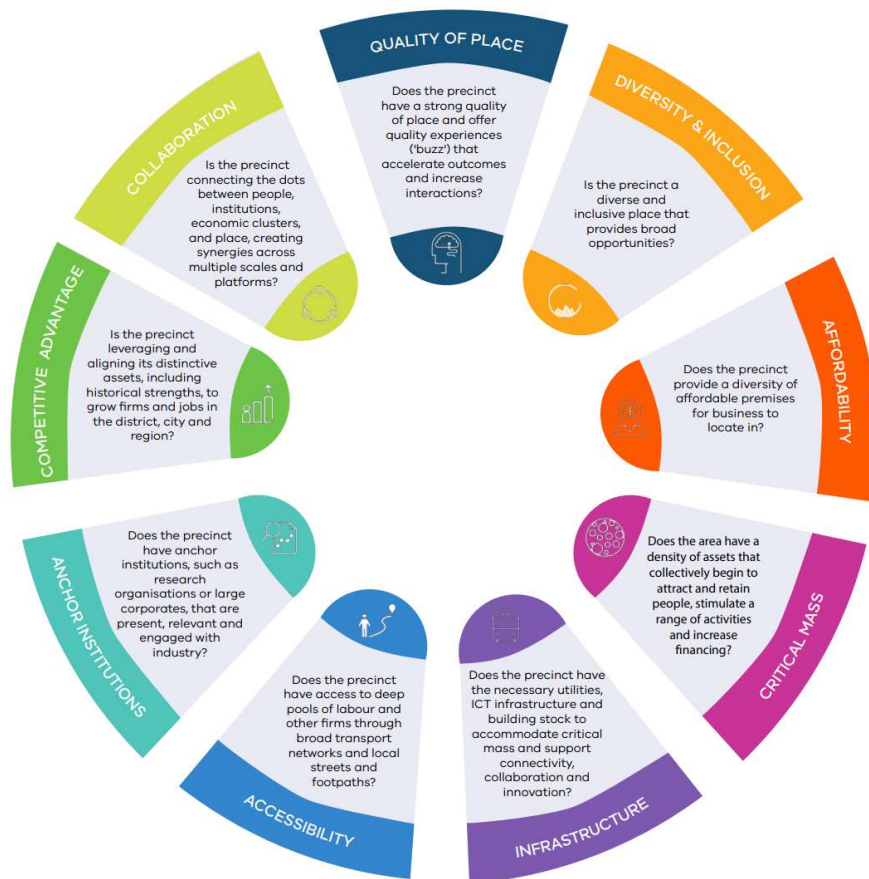 QUALITY OF PLACE
Does the precinct
have a strong quality
of place and offer
quality experiences
('buzz') that
accelerate outcomes
and increase
interactions?
DIVERSITY & INCLUSION
Is the precinct a
diverse and
inclusive place that
provides broad
opportunities?
AFFORDABILITY
Does the precinct
provide a diversity of
affordable premises
for business to
locate in?
CRITICAL MASS
Does the area have a
density of assets that
collectively begin to
attract and retain
people, stimulate a
range of activities
and increase
financing?
INFRASTRUCTURE
Does the precinct have
the necessary utilities,
ICT infrastructure and
building stock to
accommodate critical
mass and support
connectivity,
collaboration and
innovation?
ACCESSIBILITY
Does the precinct
have access to deep
pools of labour and
other firms through
broad transport
networks and local
streets and
footpaths?
ANCHOR INSTITUTIONS
Does the precinct
have anchor
institutions, such as
research
organisations or large
corporates, that are
present, relevant and
engaged with
industry?
COMPETITIVE ADVANTAGE
Is the precinct
leveraging and
aligning its distinctive
assets, including
historical strengths, to
grow firms and jobs in
the district, city and
region?
COLLABORATION
Is the precinct
connecting the dots
between people,
institutions,
economic clusters,
and place, creating
synergies across
multiple scales and
platforms?